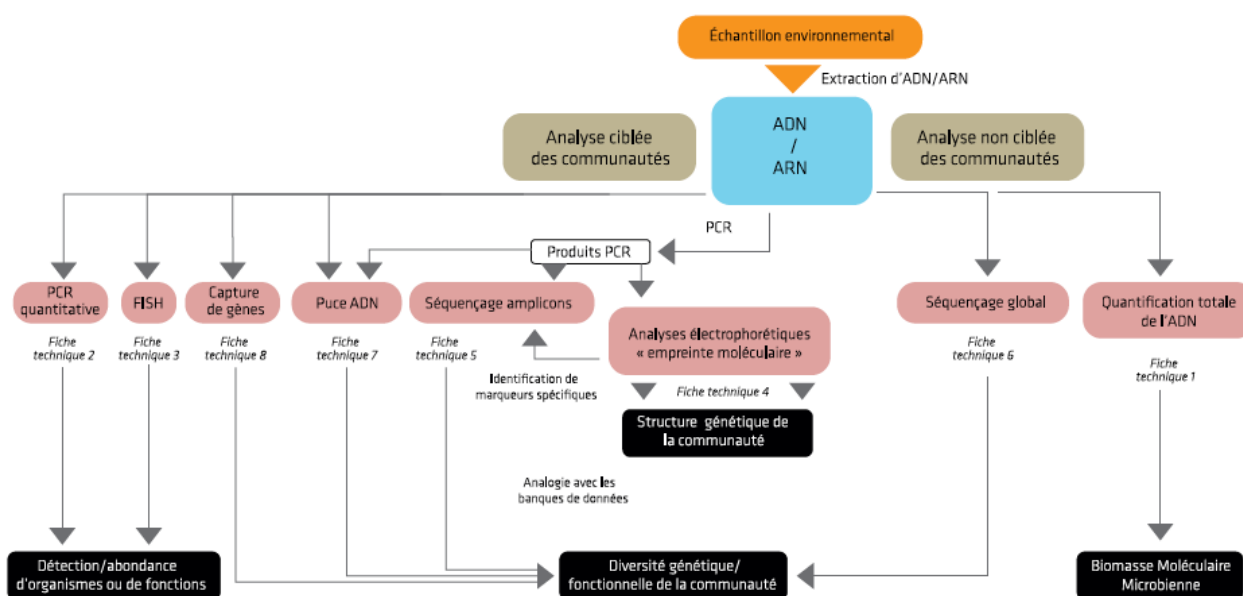 Échantillon environnemental
Extraction d'ADN/ARN
Analyse ciblée
des communautés
ADN
/
ARN
Analyse non ciblée
des communautés
PCR
Produits PCR
PCR
quantitative
FISH
Capture
de gènes
Puce ADN
Séquençage amplicons
Analyses électrophorétiques
« empreinte moléculaire »
Séquençage global
Quantification totale
de l'ADN
Fiche
technique 2
Fiche
technique 3
Fiche
technique 8
Fiche
technique 7
Fiche
technique 5
Fiche
technique 6
Fiche
technique 1
Identification de
marqueurs spécifiques
Fiche technique 4
Structure génétique de
la communauté
Analogie avec les
banques de données
Détection/abondance
d'organismes ou de fonctions
Diversité génétique/
fonctionnelle de la communauté
Biomasse Moléculaire
Microbienne